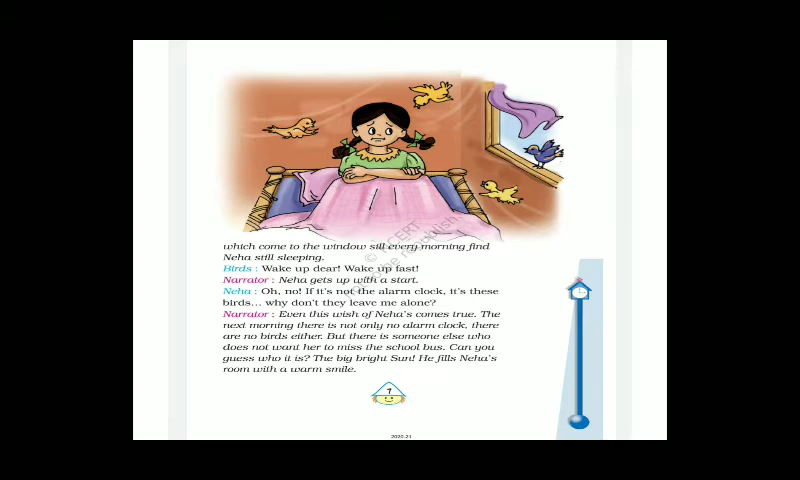 which come to the window sill every morning find
Neha still sleeping.
Birds : Wake up dear! Wake up fast!
Narrator : Neha gets up with a start.
Neha : Oh, no! If it's not the alarm clock, it's these
birds... why don't they leave me alone?
Narrator : Even this wish of Neha's comes true. The
next morning there is not only no alarm clock, there
are no birds either. But there is someone else who
does not want her to miss the school bus. Can you
guess who it is? The big bright Sun! He fills Neha's
room with a warm smile.
7
2020-21
© NCERT
not to be republished